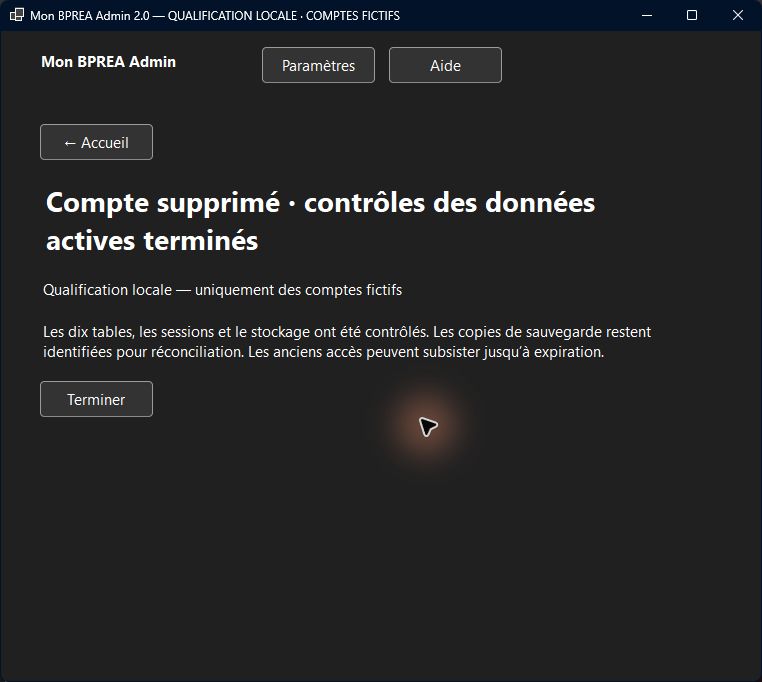 Mon BPREA Admin 2.0 — QUALIFICATION LOCALE · COMPTES FICTIFS
Mon BPREA Admin
Paramètres
Aide
← Accueil
Compte supprimé · contrôles des données
actives terminés
Qualification locale — uniquement des comptes fictifs
Les dix tables, les sessions et le stockage ont été contrôlés. Les copies de sauvegarde restent
identifiées pour réconciliation. Les anciens accès peuvent subsister jusqu’à expiration.
Terminer